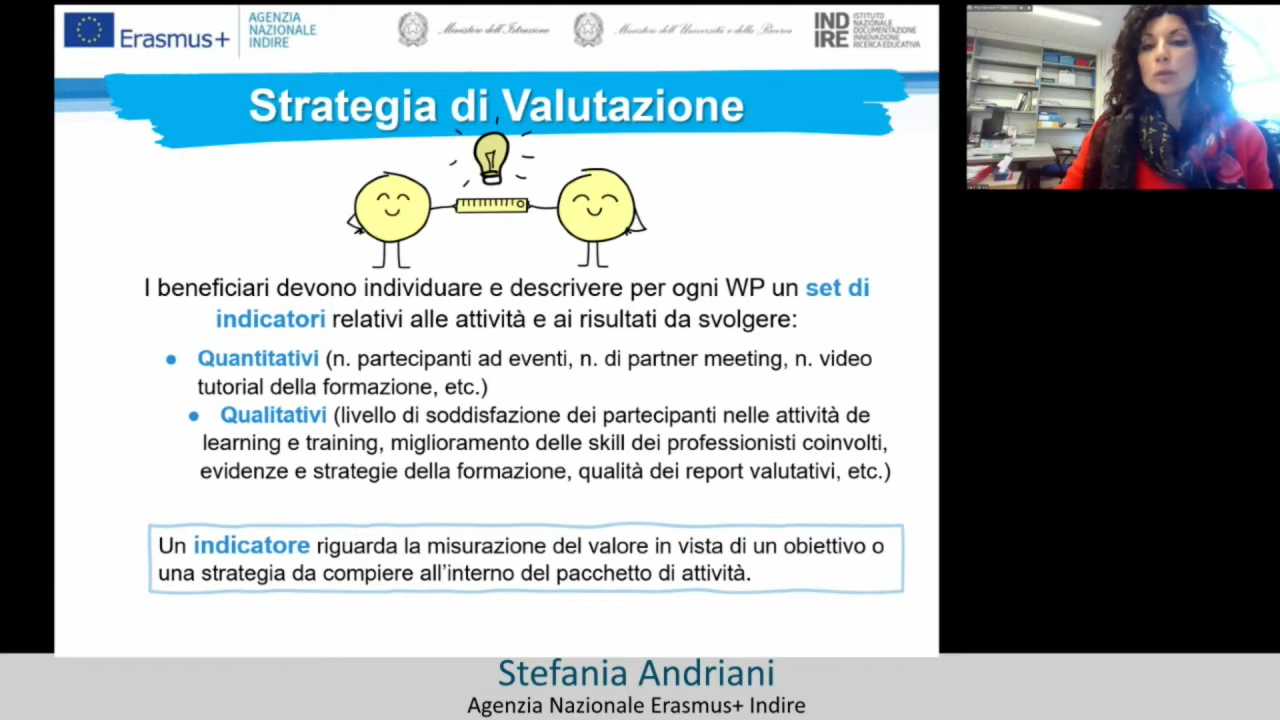 Erasmus+
AGENZIA
NAZIONALE
INDIRE
Ministero dell'Istruzione
Ministero dell'Università e della Ricerca
IND
IRE
ISTITUTO
NAZIONALE
DOCUMENTAZIONE
INNOVAZIONE
RICERCA EDUCATIVA
Strategia di Valutazione
I beneficiari devono individuare e descrivere per ogni WP un set di
indicatori relativi alle attività e ai risultati da svolgere:
● Quantitativi (n. partecipanti ad eventi, n. di partner meeting, n. video
tutorial della formazione, etc.)
● Qualitativi (livello di soddisfazione dei partecipanti nelle attività de
learning e training, miglioramento delle skill dei professionisti coinvolti,
evidenze e strategie della formazione, qualità dei report valutativi, etc.)
Un indicatore riguarda la misurazione del valore in vista di un obiettivo o
una strategia da compiere all'interno del pacchetto di attività.
Stefania Andriani
Agenzia Nazionale Erasmus+ Indire